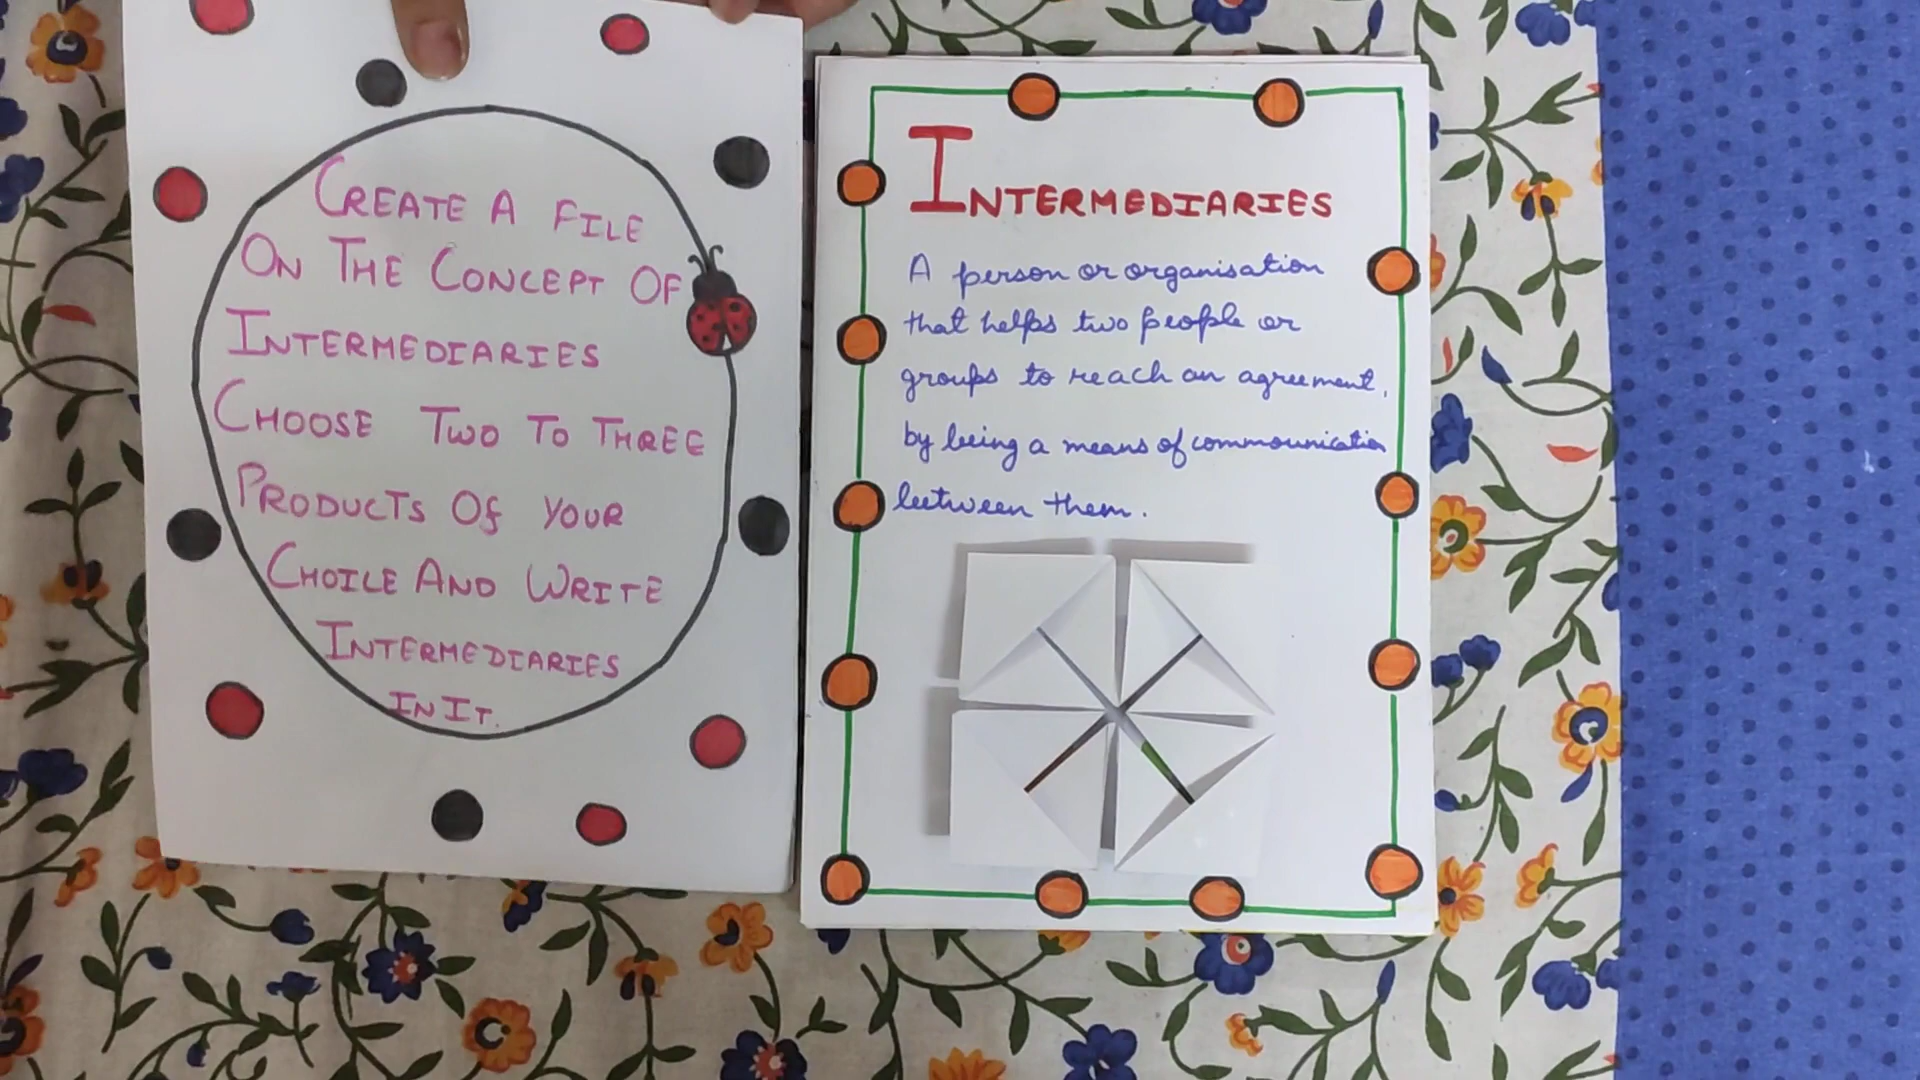 CREATE A FILE
ON THE CONCEPT OF
INTERMEDIARIES
CHOOSE TWO TO THREE
PRODUCTS Of YOUR
CHOICE AND WRITE
INTERMEDIARIES
IN IT.
INTERMEDIARIES
A person or organisation
that helps two people or
groups to reach an agreement,
by being a means of commounication
between them.